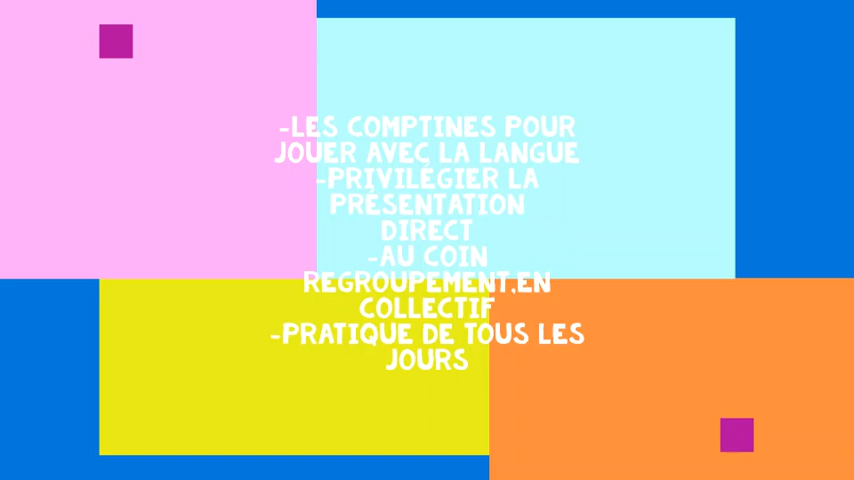 -LES COMPTINES POUR
JOUER AVEC LA LANGUE
-PRIVILÉGIER LA
PRÉSENTATION
DIRECT
-AU COIN
REGROUPEMENT,EN
COLLECTIF
-PRATIQUE DE TOUS LES
JOURS